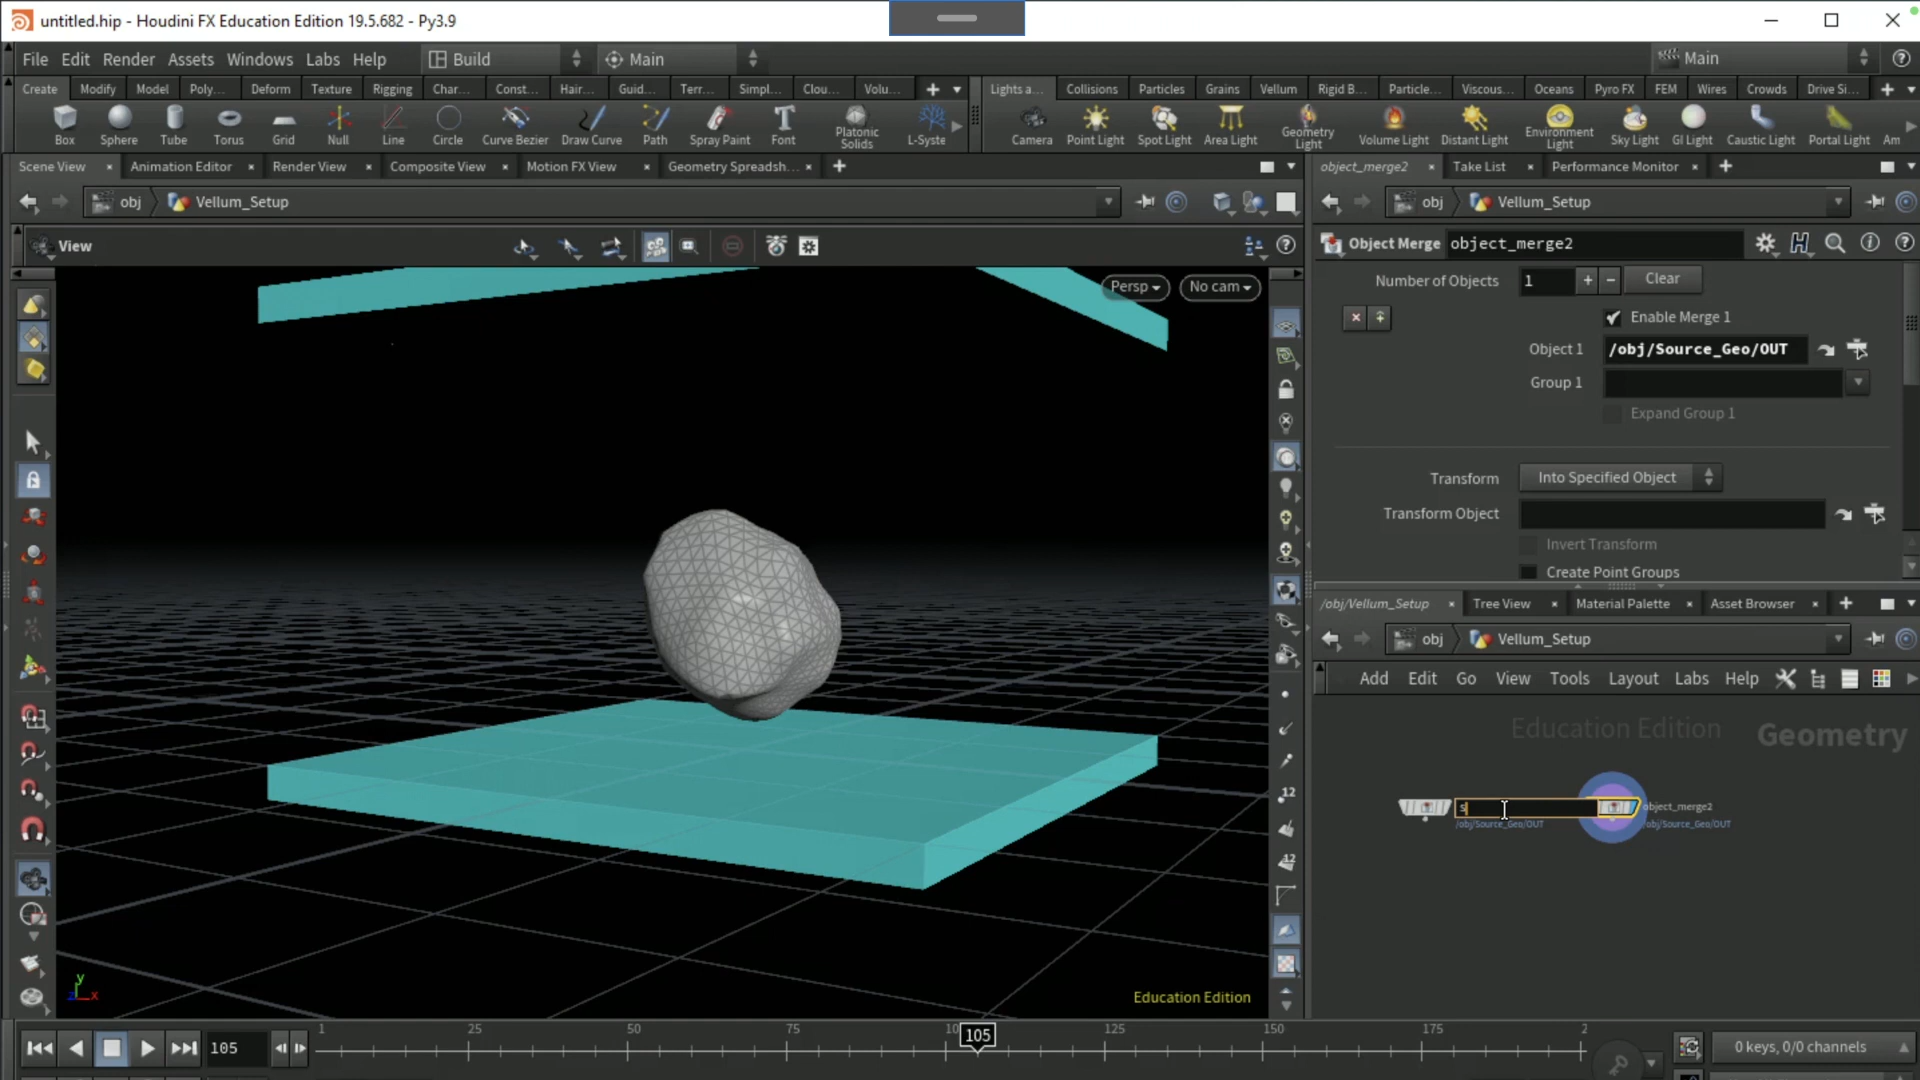 untitled.hip - Houdini FX Education Edition 19.5.682 - Py3.9
File Edit Render Assets Windows Labs Help Build Main Main
Create Modify Model Poly... Deform Texture Rigging Char... Const... Hair... Guid... Terr... Simpl... Clou... Volu... Lights a... Collisions Particles Grains Vellum Rigid B... Particle... Viscous... Oceans Pyro FX FEM Wires Crowds Drive Si...
Box Sphere Tube Torus Grid Null Line Circle Curve Bezier Draw Curve Path Spray Paint Font Platonic Solids L-Syste Camera Point Light Spot Light Area Light Geometry Light Volume Light Distant Light Environment Light Sky Light GI Light Caustic Light Portal Light Am
Scene View Animation Editor Render View Composite View Motion FX View Geometry Spreadsh... object_merge2 Take List Performance Monitor
obj Vellum_Setup obj Vellum_Setup
View
Object Merge object_merge2
Persp No cam
Number of Objects 1 Clear
Enable Merge 1
Object 1 /obj/Source_Geo/OUT
Group 1
Expand Group 1
Transform Into Specified Object
Transform Object
Invert Transform
Create Point Groups
/obj/Vellum_Setup Tree View Material Palette Asset Browser
obj Vellum_Setup
Add Edit Go View Tools Layout Labs Help
Education Edition Geometry
s object_merge2
/obj/Source_Geo/OUT /obj/Source_Geo/OUT
12
12
y
z x
Education Edition
105 1 25 50 75 10 105 125 150 175 2
0 keys, 0/0 channels